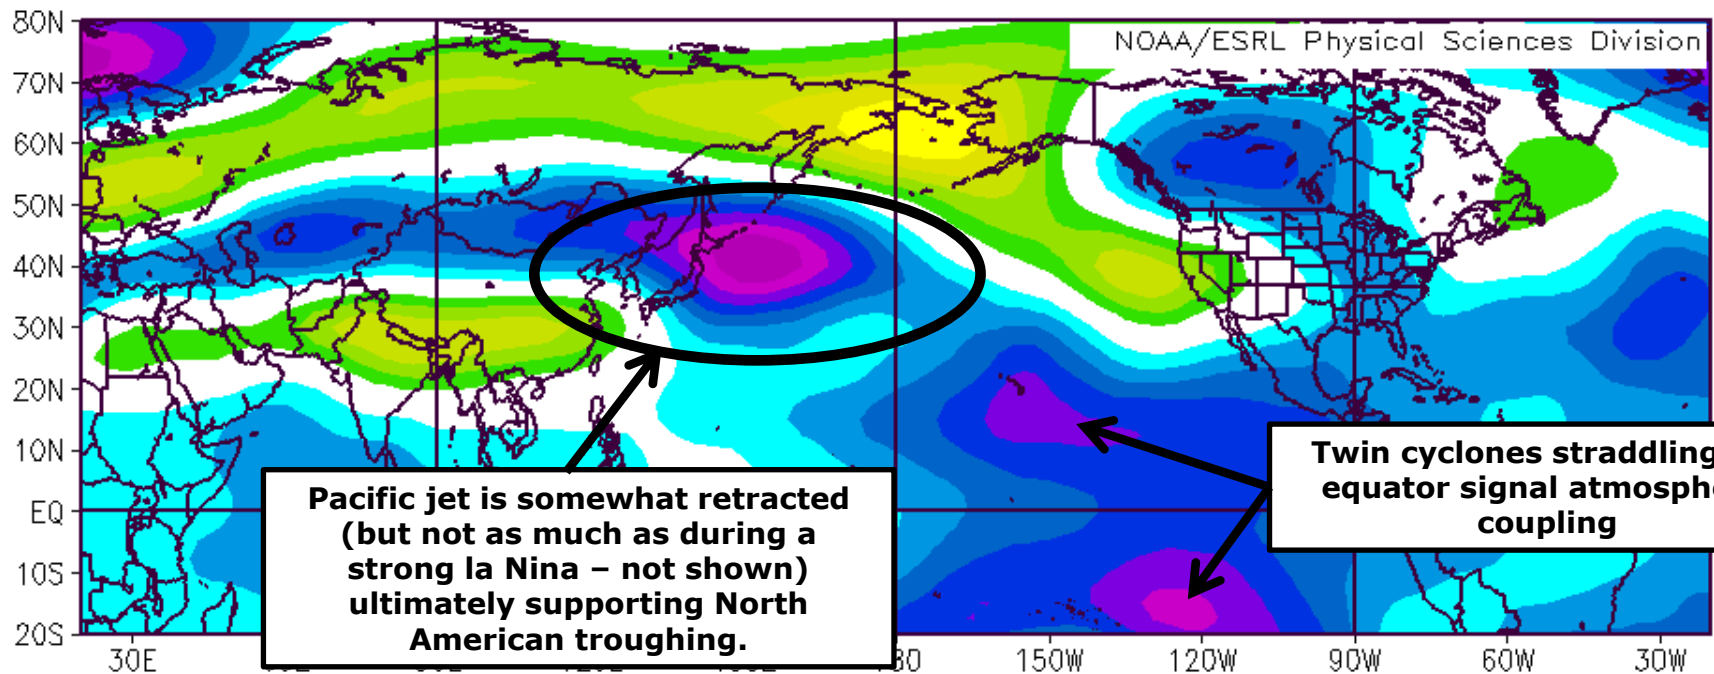 80N
NOAA/ESRL Physical Sciences Division
70N
60N
50N
40N
30N
20N
10N
EQ
10S
20S
Pacific jet is somewhat retracted
(but not as much as during a
strong la Nina – not shown)
ultimately supporting North
American troughing.
Twin cyclones straddling
equator signal
coupling
30E 150W 120W 90W 60W 30W